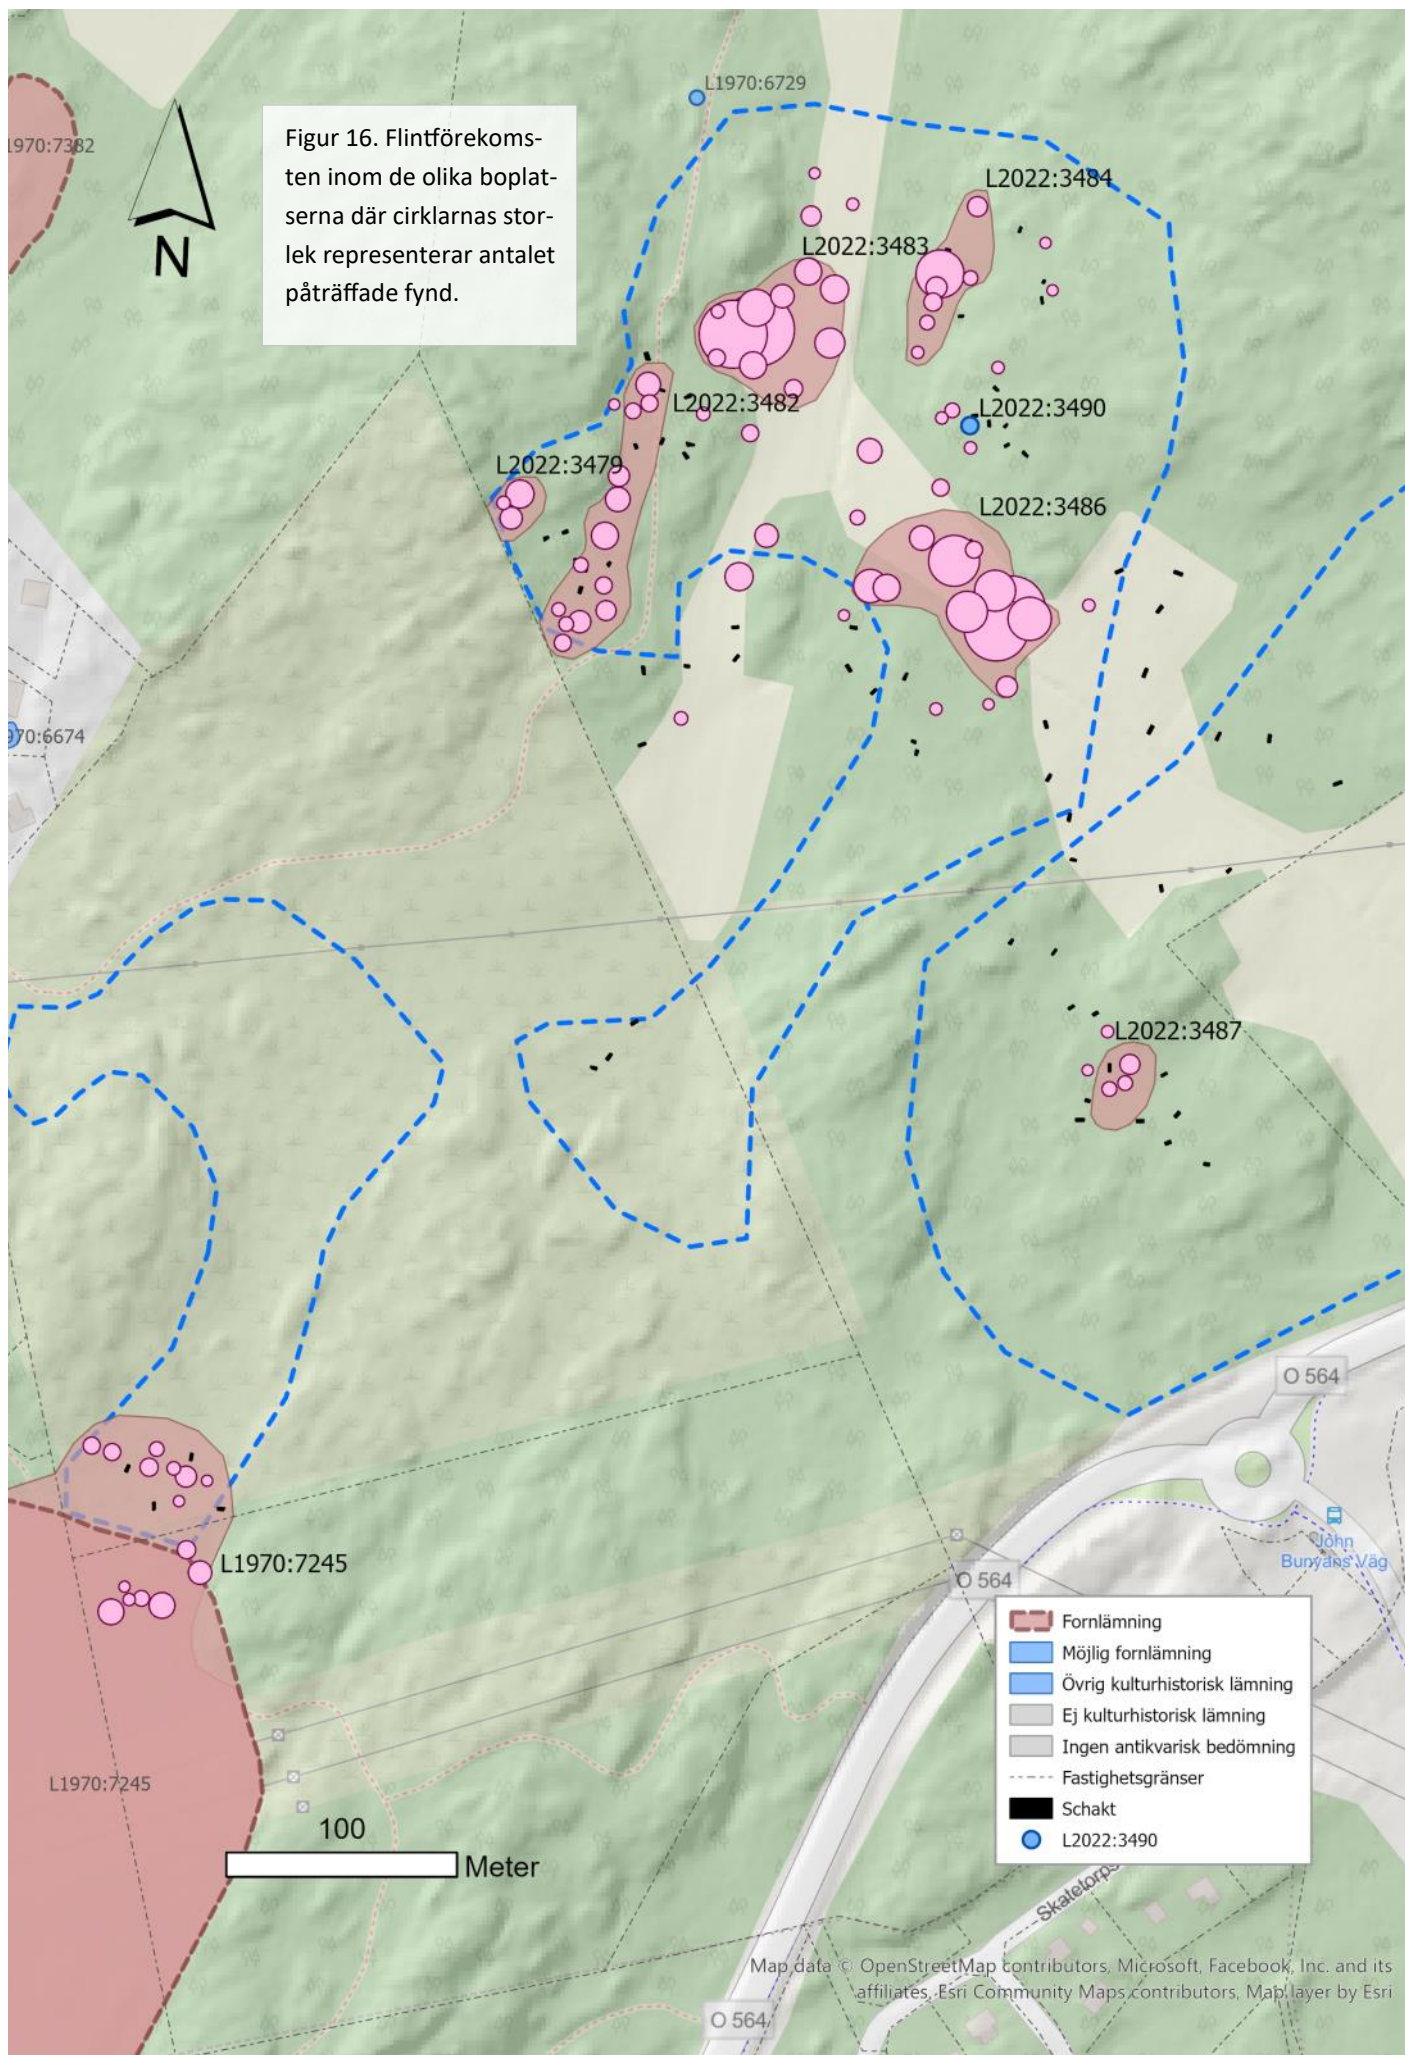 L1970:6729
1970:7382
Figur 16. Flintförekoms-
ten inom de olika boplat-
serna där cirklarnas stor-
lek representerar antalet
påträffade fynd.
N
L2022:3484
L2022:3483
L2022:3482
L2022:3490
L2022:3479
L2022:3486
970:6674
L2022:3487
O 564
John
Bunyans Väg
L1970:7245
O 564
Fornlämning
Möjlig fornlämning
Övrig kulturhistorisk lämning
Ej kulturhistorisk lämning
Ingen antikvarisk bedömning
Fastighetsgränser
Schakt
L2022:3490
L1970:7245
100
Meter
Skatetorps
Map data © OpenStreetMap contributors, Microsoft, Facebook, Inc. and its
affiliates, Esri Community Maps contributors, Map layer by Esri
O 564